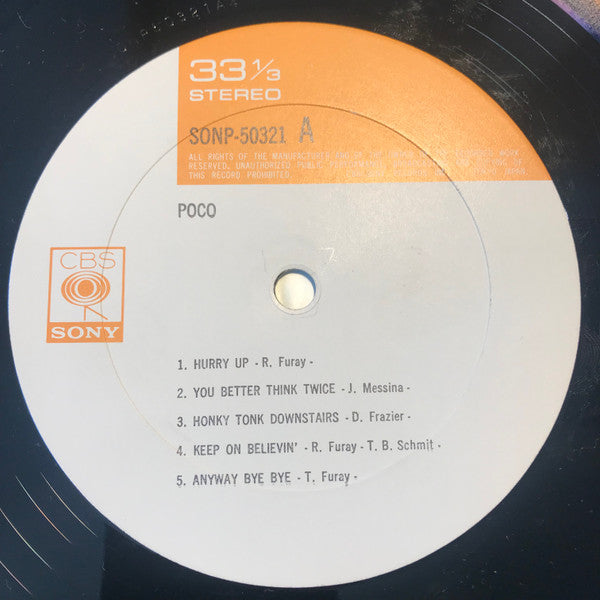 33 1/3
STEREO
SONP-50321 A
ALL RIGHTS OF THE MANUFACTURER AND OF THE OWNER OF THE RECORDED WORK
RESERVED. UNAUTHORIZED PUBLIC PERFORMANCE, BROADCASTING AND COPYING OF
THIS RECORD PROHIBITED.
POCO
CBS
SONY
1. HURRY UP - R. Furay -
2. YOU BETTER THINK TWICE - J. Messina -
3. HONKY TONK DOWNSTAIRS - D. Frazier -
4. KEEP ON BELIEVIN' - R. Furay - T. B. Schmit -
5. ANYWAY BYE BYE - T. Furay -